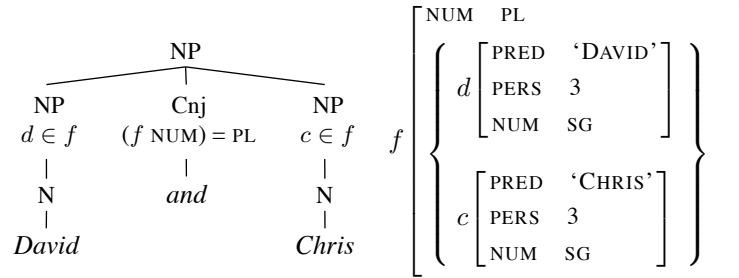 NP
NP Cnj NP
d ∈ f (f NUM) = PL c ∈ f
N and N
David Chris
f
NUM PL
d
PRED ‘DAVID’
PERS 3
NUM SG
c
PRED ‘CHRIS’
PERS 3
NUM SG